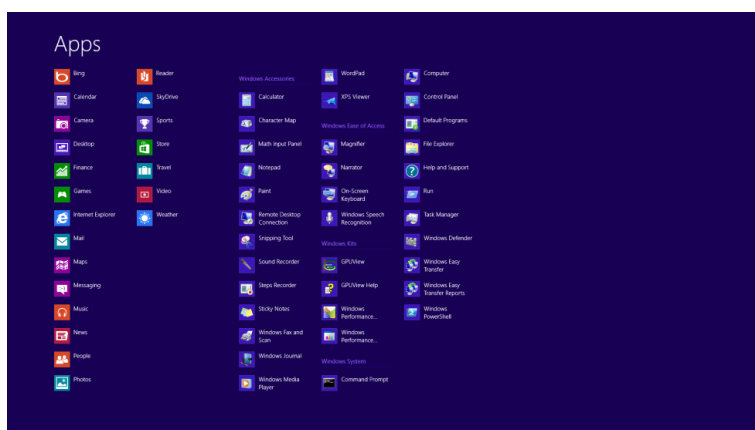 Apps
Bing
Calendar
Camera
Desktop
Finance
Games
Internet Explorer
Mail
Maps
Messaging
Music
News
People
Photos
Reader
SkyDrive
Sports
Store
Travel
Video
Weather
Windows Accessories
Calculator
Character Map
Math Input Panel
Notepad
Paint
Remote Desktop
Connection
Snipping Tool
Sound Recorder
Steps Recorder
Sticky Notes
Windows Fax and
Scan
Windows Journal
Windows Media
Player
WordPad
XPS Viewer
Windows Ease of Access
Magnifier
Narrator
On-Screen
Keyboard
Windows Speech
Recognition
Windows Kits
GPUView
GPUView Help
Windows
Performance...
Windows
Performance...
Windows System
Command Prompt
Computer
Control Panel
Default Programs
File Explorer
Help and Support
Run
Task Manager
Windows Defender
Windows Easy
Transfer
Windows Easy
Transfer Reports
Windows
PowerShell